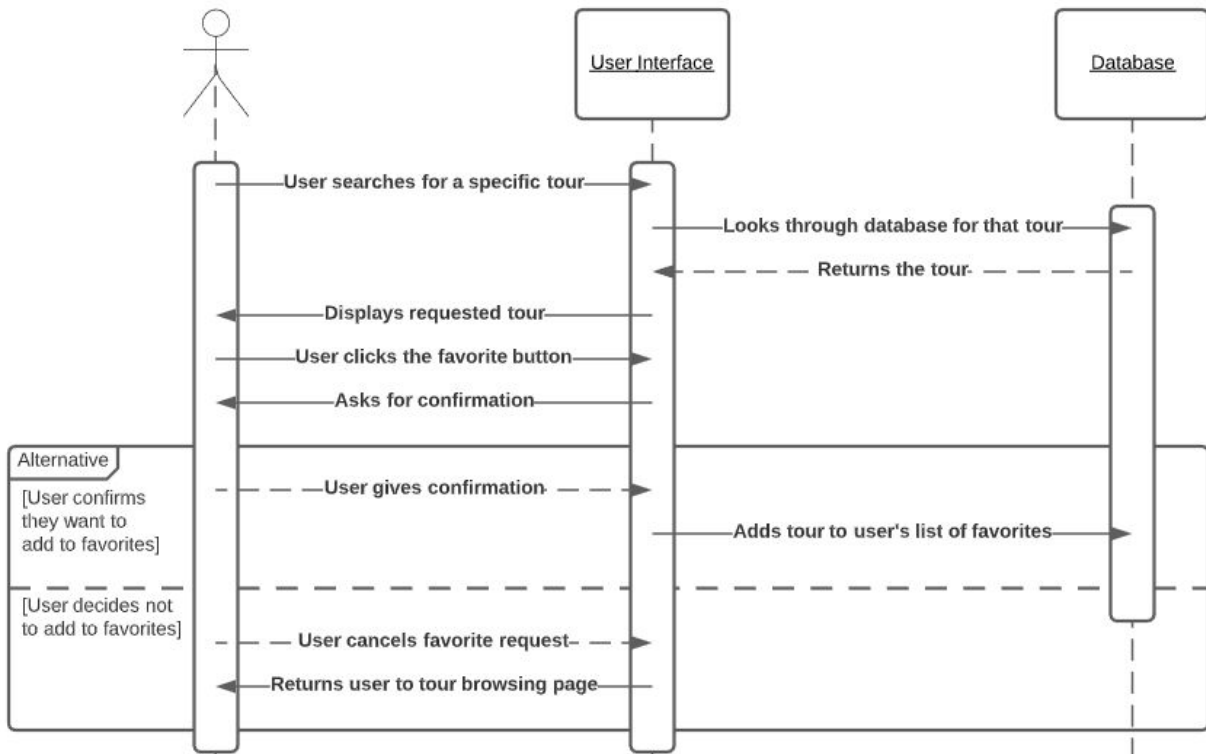 User Interface
Database
User searches for a specific tour
Looks through database for that tour
Returns the tour
Displays requested tour
User clicks the favorite button
Asks for confirmation
Alternative
[User confirms
they want to
add to favorites]
User gives confirmation
Adds tour to user's list of favorites
[User decides not
to add to favorites]
User cancels favorite request
Returns user to tour browsing page